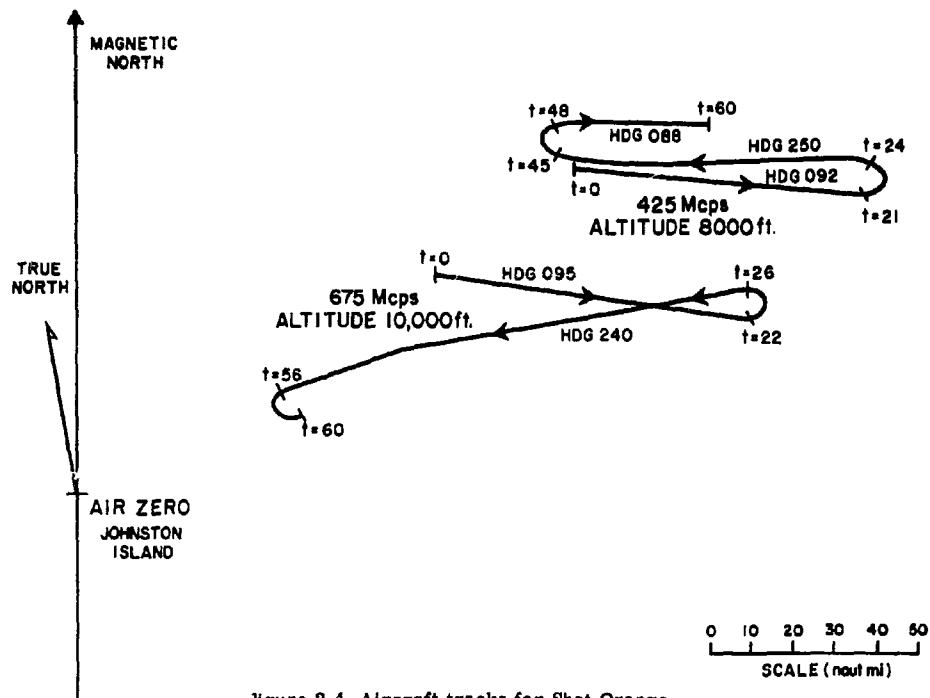 MAGNETIC
NORTH
t=48
t=60
HDG 088
HDG 250
t=24
t=45
t=0
HDG 092
t=21
425 Mcps
ALTITUDE 8000 ft.
TRUE
NORTH
t=0
HDG 095
t=26
675 Mcps
ALTITUDE 10,000 ft.
HDG 240
t=22
t=56
t=60
AIR ZERO
JOHNSTON
ISLAND
0 10 20 30 40 50
SCALE (naut mi)
Aircraft tracks for Shot Orange